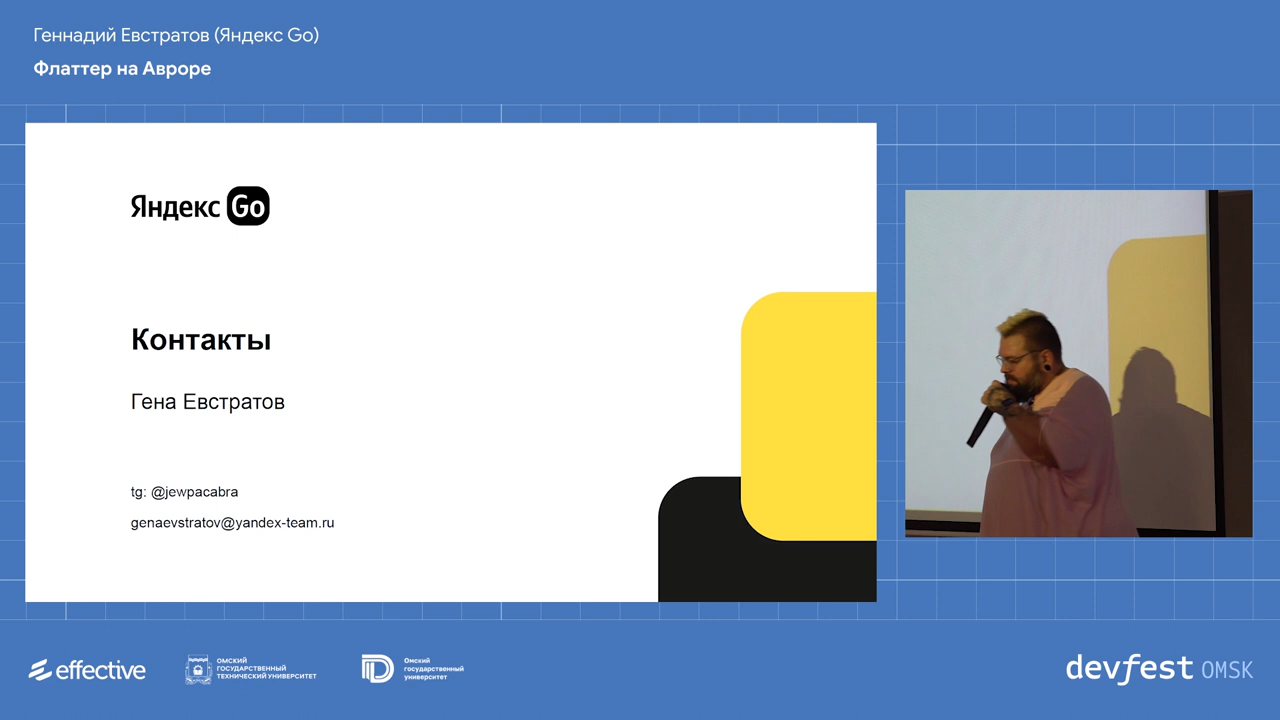 Геннадий Евстратов (Яндекс Go)
Флаттер на Авроре
Яндекс Go
Контакты
Гена Евстратов
tg: @jewpacabra
genaevstratov@yandex-team.ru
effective
ОМСКИЙ
ГОСУДАРСТВЕННЫЙ
ТЕХНИЧЕСКИЙ УНИВЕРСИТЕТ
Омский
государственный
университет
devfest OMSK